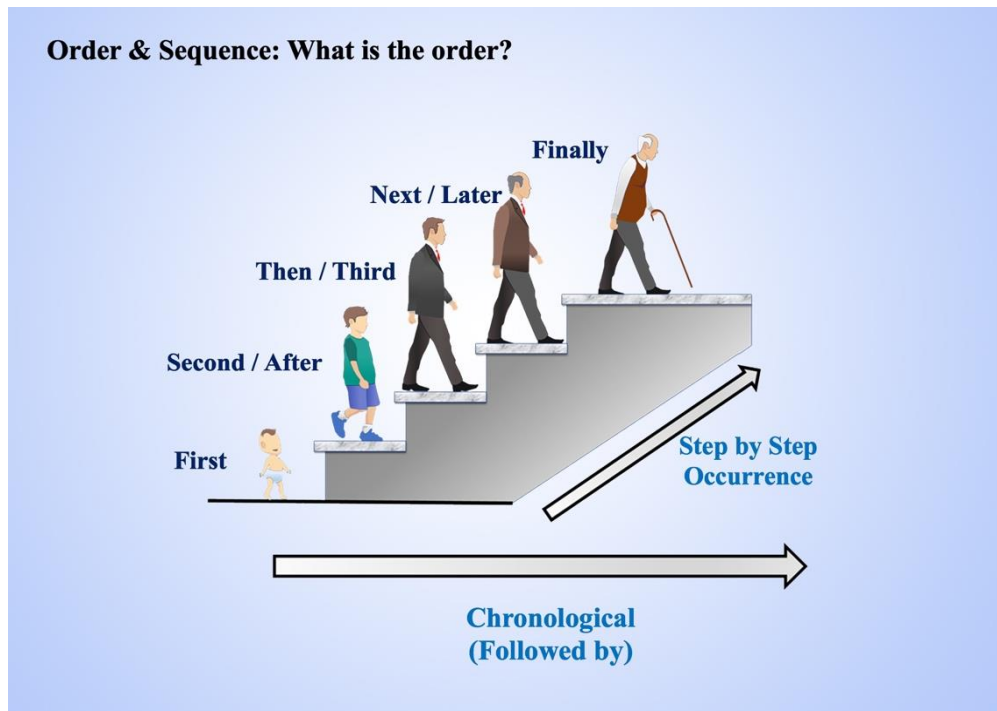 Order & Sequence: What is the order?
Finally
Next / Later
Then / Third
Second / After
First
Step by Step
Occurrence
Chronological
(Followed by)